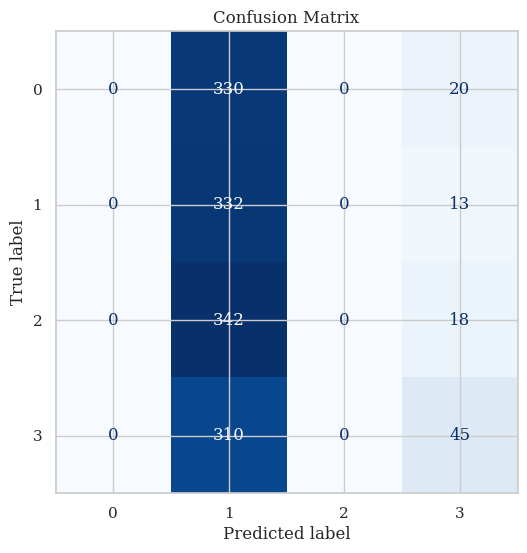 Confusion Matrix
True label
0 0 330 0 20
1 0 332 0 13
2 0 342 0 18
3 0 310 0 45
0 1 2 3
Predicted label